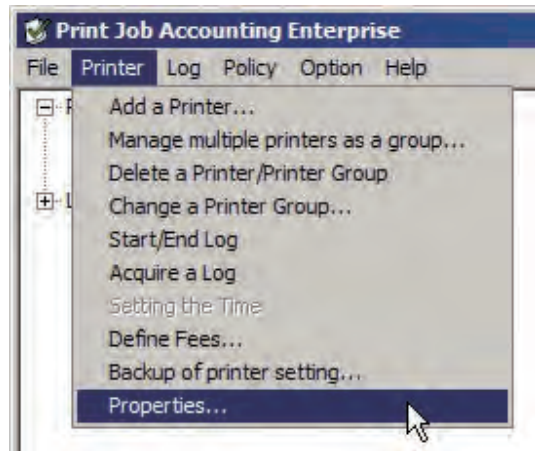 Print Job Accounting Enterprise
File Printer Log Policy Option Help
Add a Printer...
Manage multiple printers as a group...
Delete a Printer/Printer Group
Change a Printer Group...
Start/End Log
Acquire a Log
Setting the Time
Define Fees...
Backup of printer setting...
Properties...